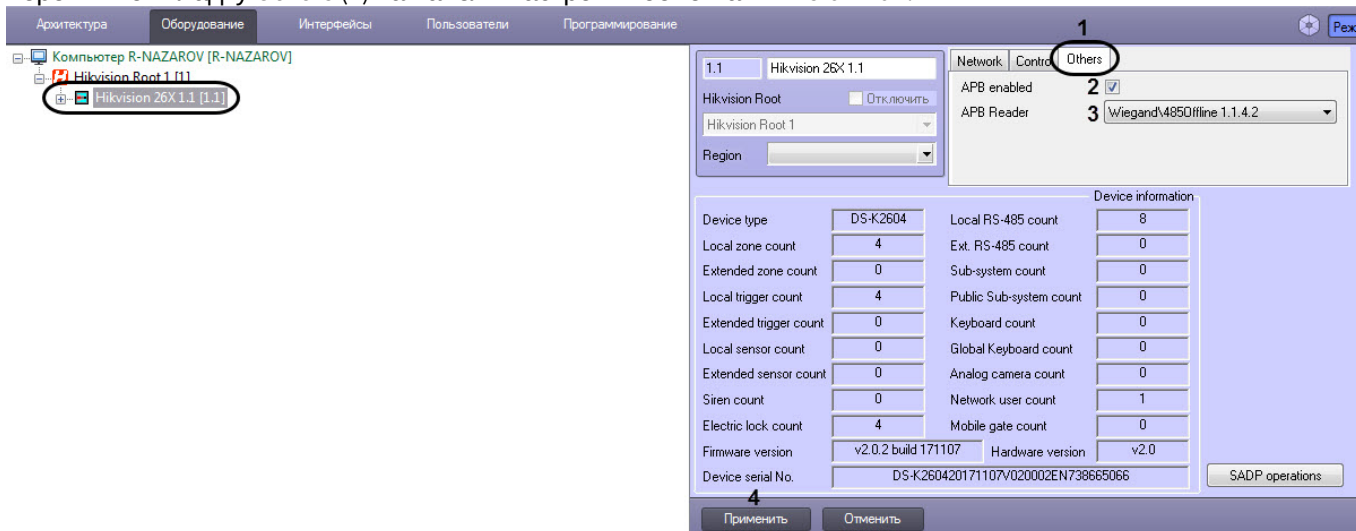 Архитектура Оборудование Интерфейсы Пользователи Программирование
1
Компьютер R-NAZAROV [R-NAZAROV]
Hikvision Root 1 [1]
Hikvision 26X 1.1 [1.1]
1.1 Hikvision 26X 1.1
Hikvision Root Отключить
Hikvision Root 1
Region
Network Contro Others
APB enabled 2
APB Reader 3 Wiegand\485Offline 1.1.4.2
Device information
Device type DS-K2604 Local RS-485 count 8
Local zone count 4 Ext. RS-485 count 0
Extended zone count 0 Sub-system count 0
Local trigger count 4 Public Sub-system count 0
Extended trigger count 0 Keyboard count 0
Local sensor count 0 Global Keyboard count 0
Extended sensor count 0 Analog camera count 0
Siren count 0 Network user count 1
Electric lock count 4 Mobile gate count 0
Firmware version v2.0.2 build 171107 Hardware version v2.0
Device serial No. DS-K260420171107V020002EN738665066 SADP operations
4
Применить Отменить